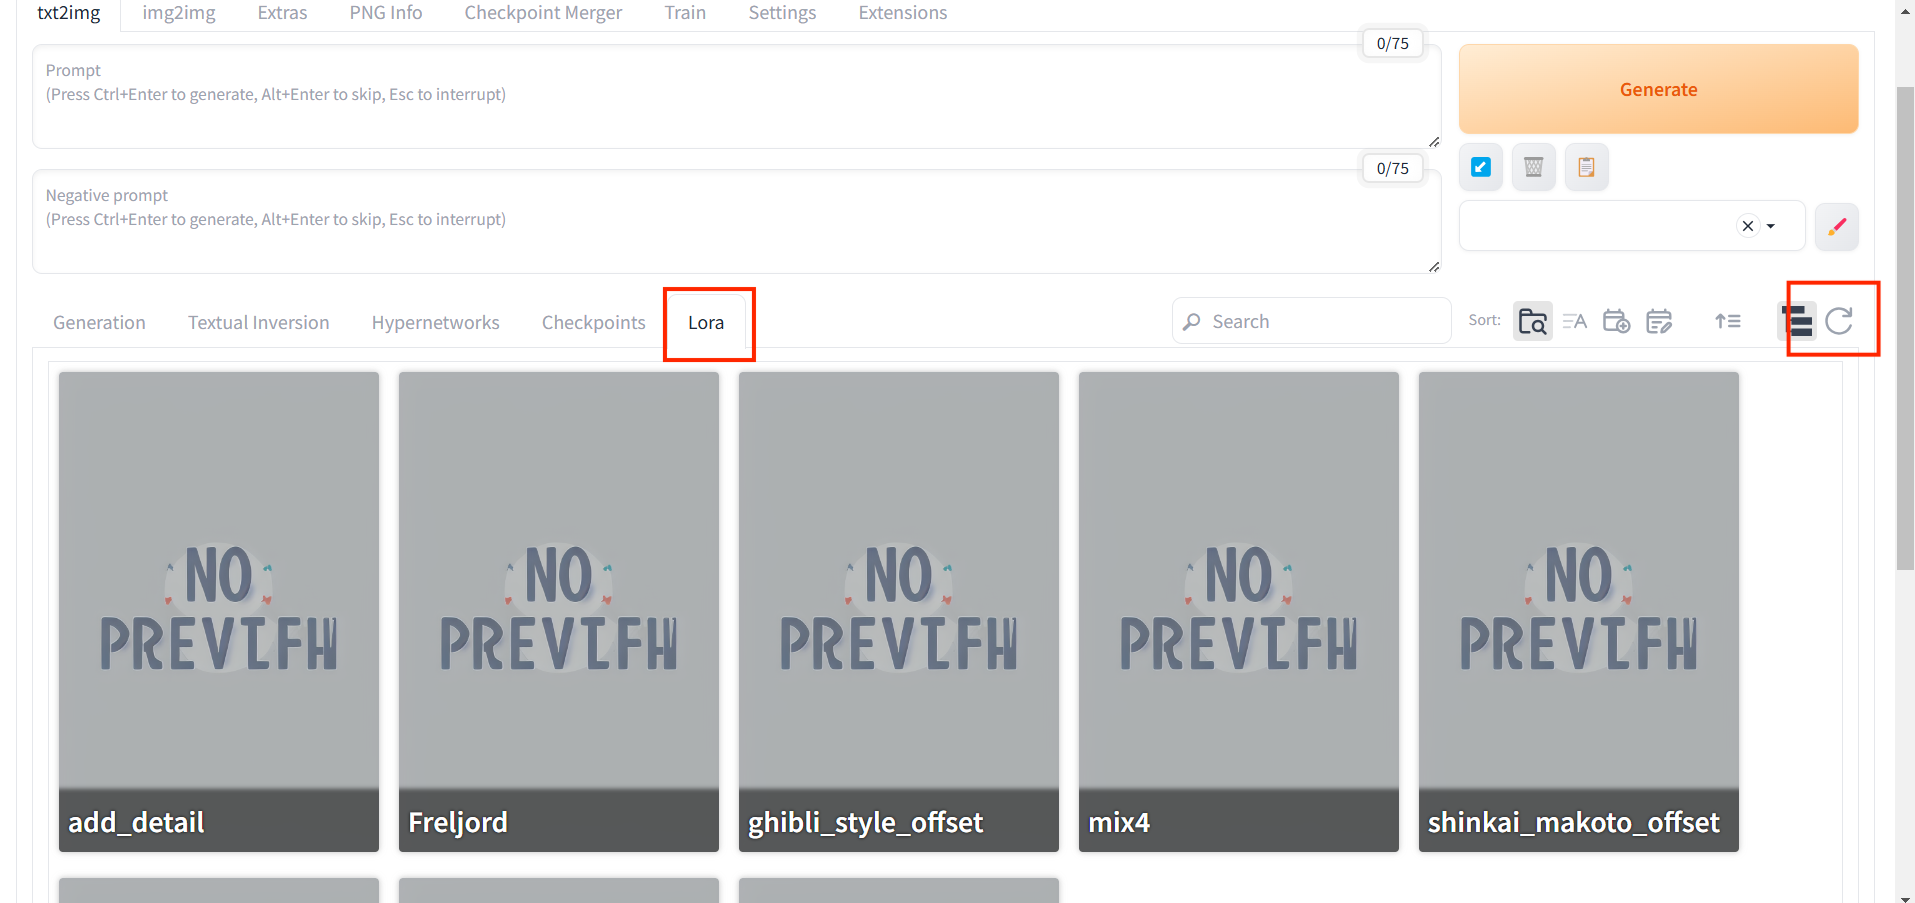 txt2img img2img Extras PNG Info Checkpoint Merger Train Settings Extensions
0/75
Prompt
(Press Ctrl+Enter to generate, Alt+Enter to skip, Esc to interrupt)
Generate
0/75
Negative prompt
(Press Ctrl+Enter to generate, Alt+Enter to skip, Esc to interrupt)
Generation Textual Inversion Hypernetworks Checkpoints Lora Search Sort:
NO NO NO NO NO
PREVIEW PREVIEW PREVIEW PREVIEW PREVIEW
add_detail Freljord ghibli_style_offset mix4 shinkai_makoto_offset